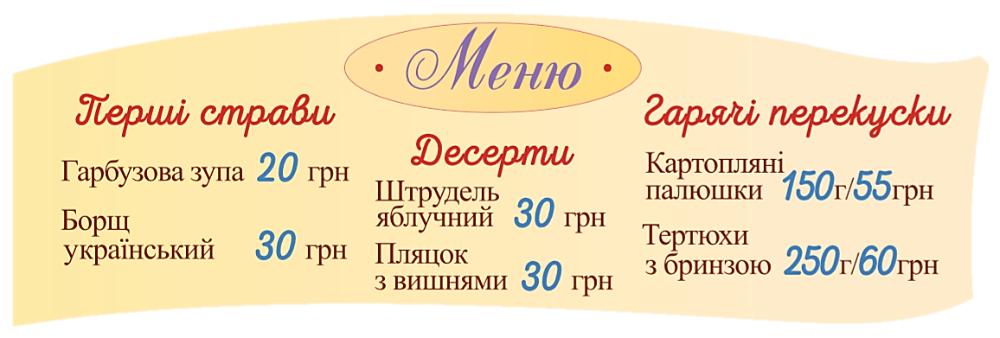 Меню
Перші страви
Гарбузова зупа 20 грн
Борщ
український 30 грн
Десерти
Штрудель
яблучний 30 грн
Пляцок
з вишнями 30 грн
Гарячі перекуски
Картопляні
палюшки 150г/55грн
Тертюхи
з бринзою 250г/60грн